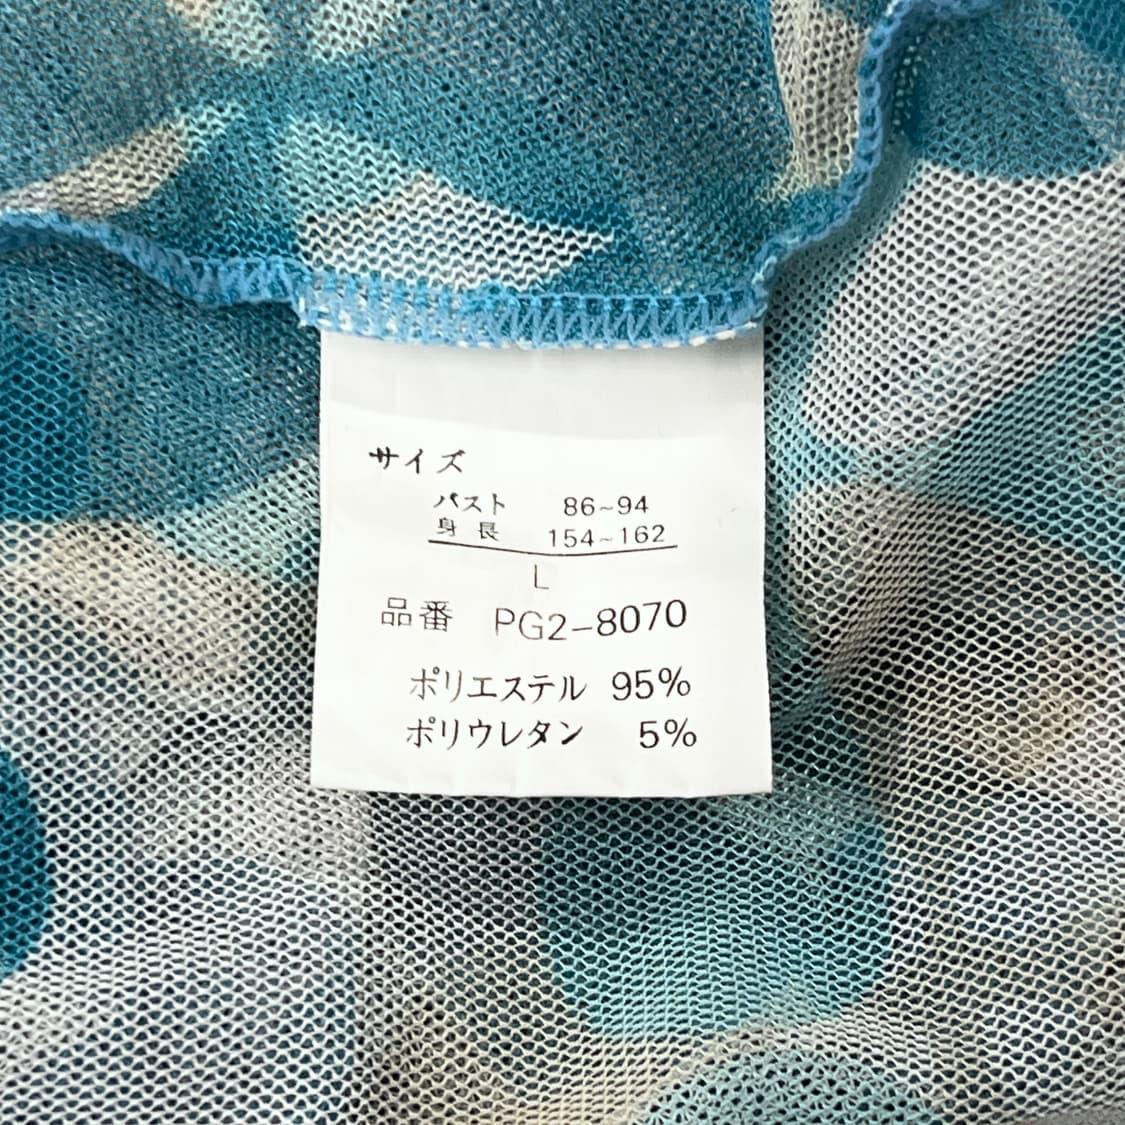 サイズ
バスト 86~94
身長 154~162
L
品番 PG2-8070
ポリエステル 95%
ポリウレタン 5%